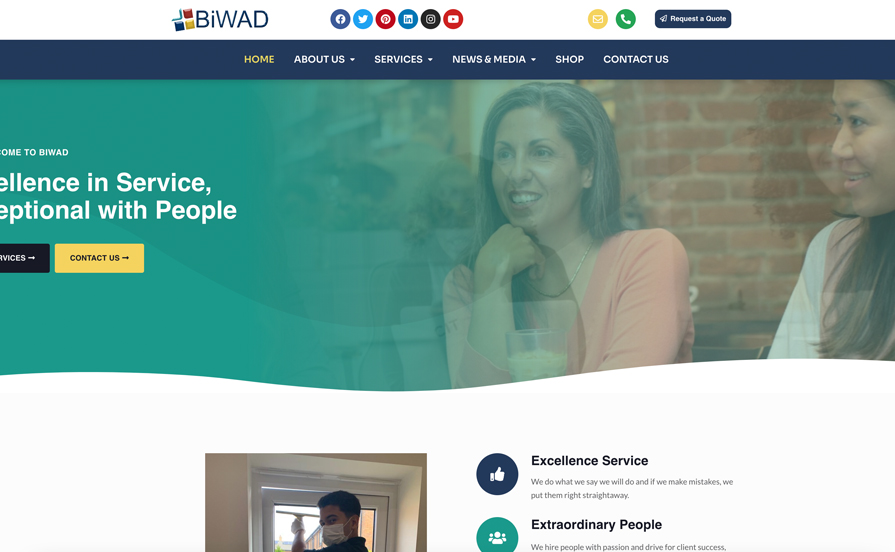 BiWAD
Request a Quote
HOME
ABOUT US
SERVICES
NEWS & MEDIA
SHOP
CONTACT US
COME TO BIWAD
ellence in Service,
eptional with People
RVICES →
CONTACT US →
Excellence Service
We do what we say we will do and if we make mistakes, we
put them right straightaway.
Extraordinary People
We hire people with passion and drive for client success,